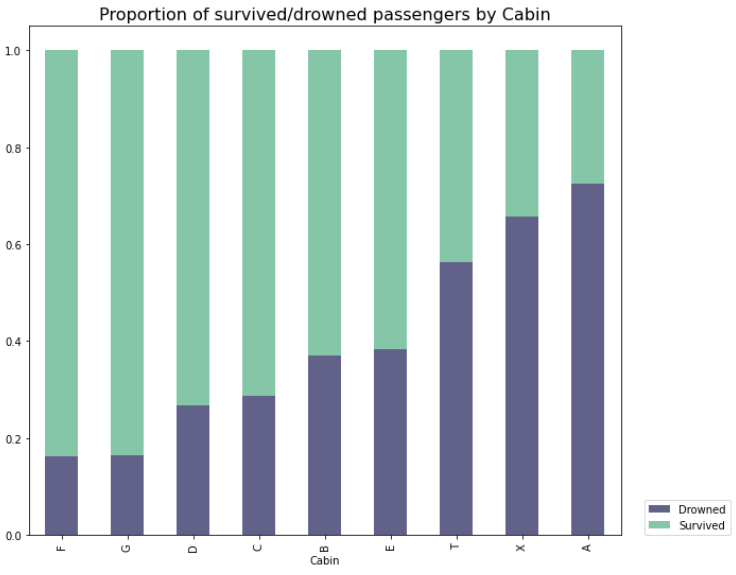 Proportion of survived/drowned passengers by Cabin
1.0
0.8
0.6
0.4
0.2
0.0
F G D C B E T X A
Cabin
Drowned
Survived